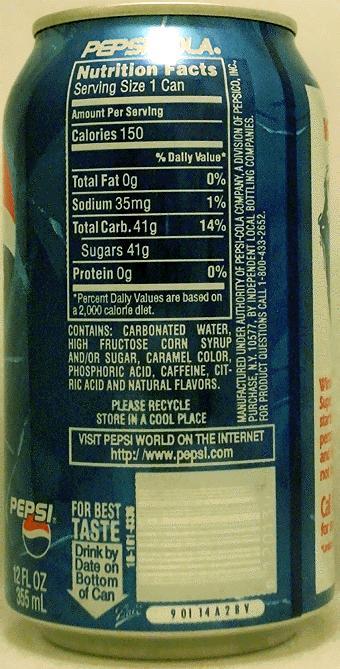 PEPSI-COLA®
Nutrition Facts
Serving Size 1 Can
Amount Per Serving
Calories 150
% Daily Value*
Total Fat 0g 0%
Sodium 35mg 1%
Total Carb. 41g 14%
Sugars 41g
Protein 0g 0%
*Percent Daily Values are based on
a 2,000 calorie diet.
CONTAINS: CARBONATED WATER,
HIGH FRUCTOSE CORN SYRUP
AND/OR SUGAR, CARAMEL COLOR,
PHOSPHORIC ACID, CAFFEINE, CIT-
RIC ACID AND NATURAL FLAVORS.
PLEASE RECYCLE
STORE IN A COOL PLACE
MANUFACTURED UNDER AUTHORITY OF PEPSI-COLA COMPANY, A DIVISION OF PEPSICO, INC.,
PURCHASE, N.Y. 10577, BY INDEPENDENT LOCAL BOTTLING COMPANIES.
FOR PRODUCT QUESTIONS CALL 1-800-433-2652.
VISIT PEPSI WORLD ON THE INTERNET
http://www.pepsi.com
PEPSI®
FOR BEST
TASTE
Drink by
Date on
Bottom
of Can
12 FL OZ
355 mL
9 01 14 A 2 8 Y